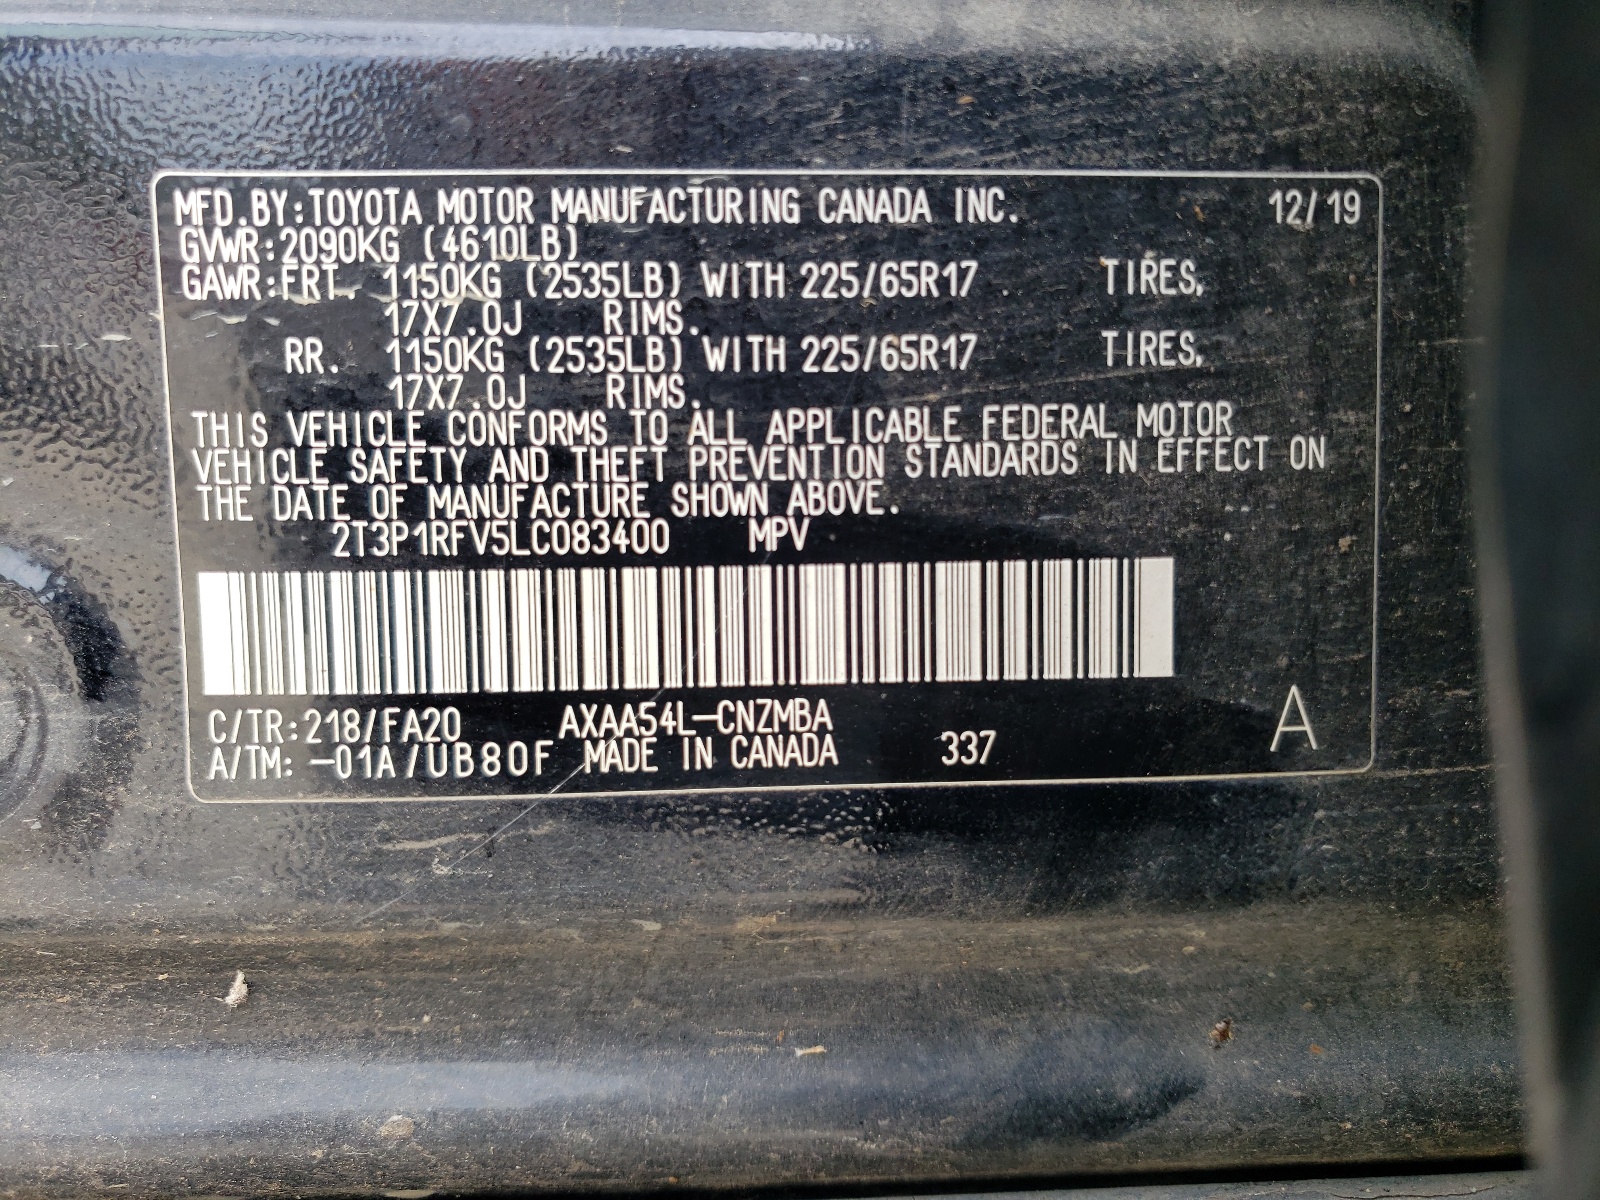 MFD.BY:TOYOTA MOTOR MANUFACTURING CANADA INC. 12/19
GVWR:2090KG (4610LB)
GAWR:FRT. 1150KG (2535LB) WITH 225/65R17 TIRES,
17X7.0J RIMS.
RR. 1150KG (2535LB) WITH 225/65R17 TIRES,
17X7.0J RIMS.
THIS VEHICLE CONFORMS TO ALL APPLICABLE FEDERAL MOTOR
VEHICLE SAFETY AND THEFT PREVENTION STANDARDS IN EFFECT ON
THE DATE OF MANUFACTURE SHOWN ABOVE.
2T3P1RFV5LC083400 MPV
C/TR:218/FA20 AXAA54L-CNZMBA
A/TM: -01A/UB80F MADE IN CANADA 337 A